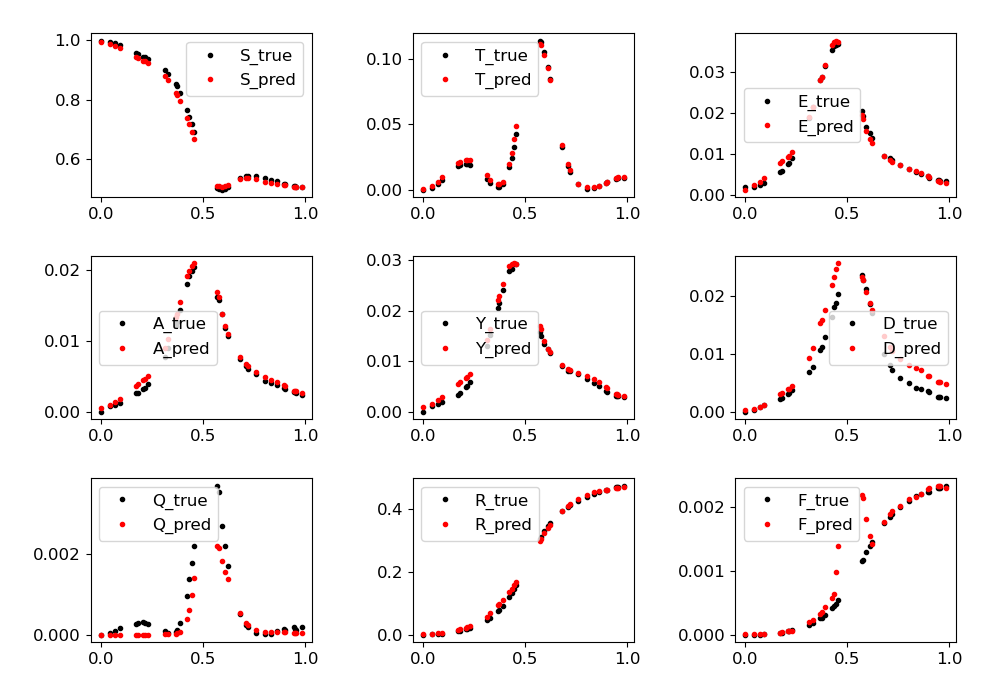 1.0
0.8
0.6
S_true
S_pred
0.0 0.5 1.0
0.10
0.05
0.00
T_true
T_pred
0.0 0.5 1.0
0.03
0.02
0.01
0.00
E_true
E_pred
0.0 0.5 1.0
0.02
0.01
0.00
A_true
A_pred
0.0 0.5 1.0
0.03
0.02
0.01
0.00
Y_true
Y_pred
0.0 0.5 1.0
0.02
0.01
0.00
D_true
D_pred
0.0 0.5 1.0
0.002
0.000
Q_true
Q_pred
0.0 0.5 1.0
0.4
0.2
0.0
R_true
R_pred
0.0 0.5 1.0
0.002
0.001
0.000
F_true
F_pred
0.0 0.5 1.0